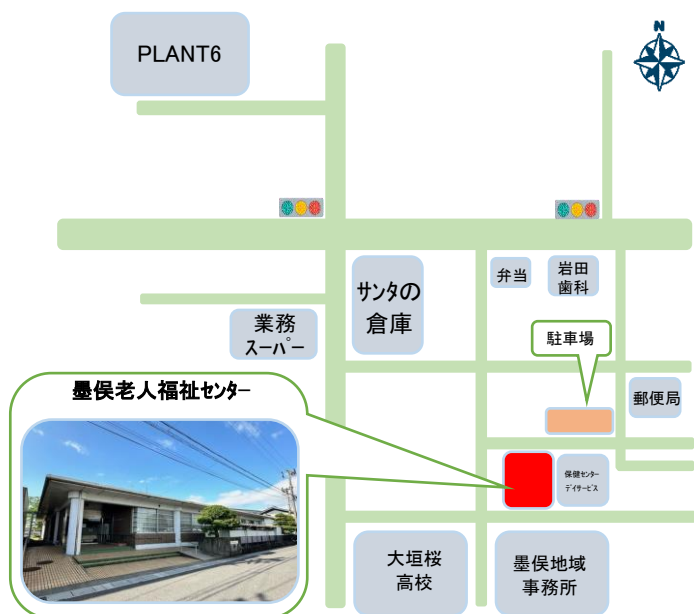 PLANT6
サンタの
倉庫
弁当
岩田
歯科
業務
スーパー
駐車場
墨俣老人福祉センター
郵便局
保健センター
デイサービス
大垣桜
高校
墨俣地域
事務所